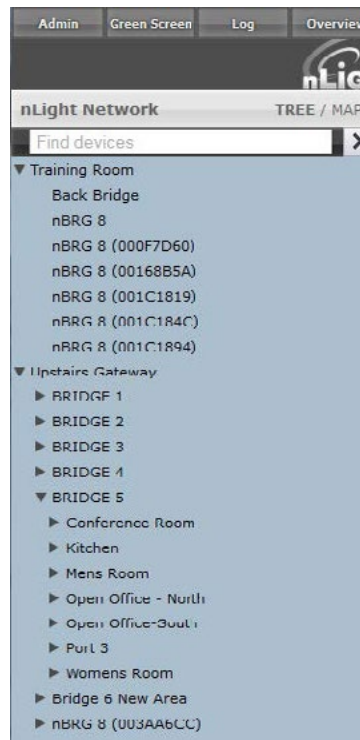 Admin Green Screen Log Overview
nLight
nLight Network TREE / MAP
Find devices
Training Room
Back Bridge
nBRG 8
nBRG 8 (000F7D60)
nBRG 8 (00168B5A)
nBRG 8 (001C1819)
nBRG 8 (001C184C)
nBRG 8 (001C1894)
Upstairs Gateway
BRIDGE 1
BRIDGE 2
BRIDGE 3
BRIDGE 4
BRIDGE 5
Conference Room
Kitchen
Mens Room
Open Office - North
Open Office-South
Port 3
Womens Room
Bridge 6 New Area
nBRG 8 (003AA6CC)